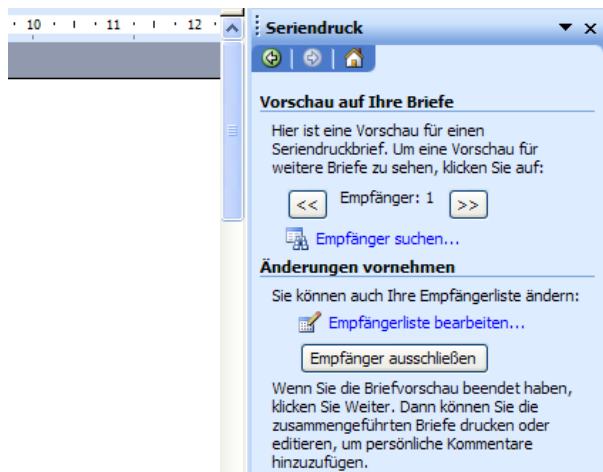 · 10 · ı · 11 · ı · 12 ·
Seriendruck
Vorschau auf Ihre Briefe
Hier ist eine Vorschau für einen
Seriendruckbrief. Um eine Vorschau für
weitere Briefe zu sehen, klicken Sie auf:
<< Empfänger: 1 >>
Empfänger suchen...
Änderungen vornehmen
Sie können auch Ihre Empfängerliste ändern:
Empfängerliste bearbeiten...
Empfänger ausschließen
Wenn Sie die Briefvorschau beendet haben,
klicken Sie Weiter. Dann können Sie die
zusammengeführten Briefe drucken oder
editieren, um persönliche Kommentare
hinzuzufügen.